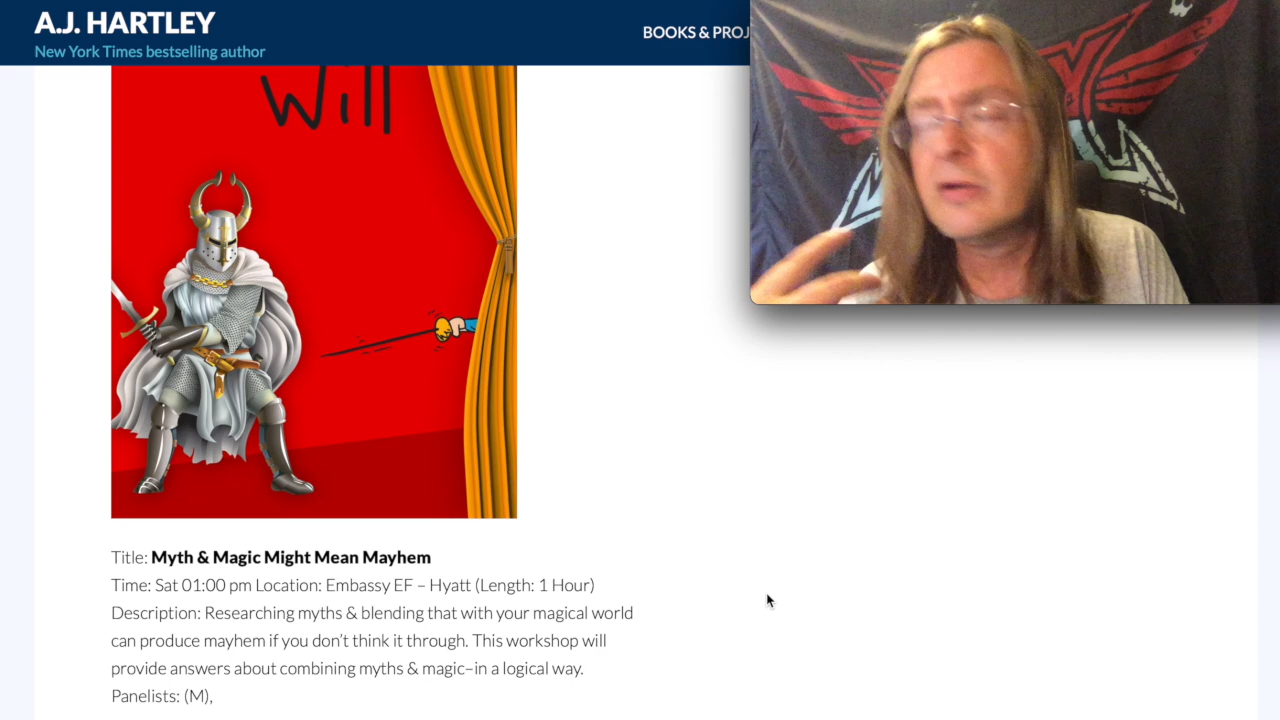 A.J. HARTLEY
New York Times bestselling author
BOOKS & PROJ
Will
Title: Myth & Magic Might Mean Mayhem
Time: Sat 01:00 pm Location: Embassy EF – Hyatt (Length: 1 Hour)
Description: Researching myths & blending that with your magical world
can produce mayhem if you don’t think it through. This workshop will
provide answers about combining myths & magic–in a logical way.
Panelists: (M),